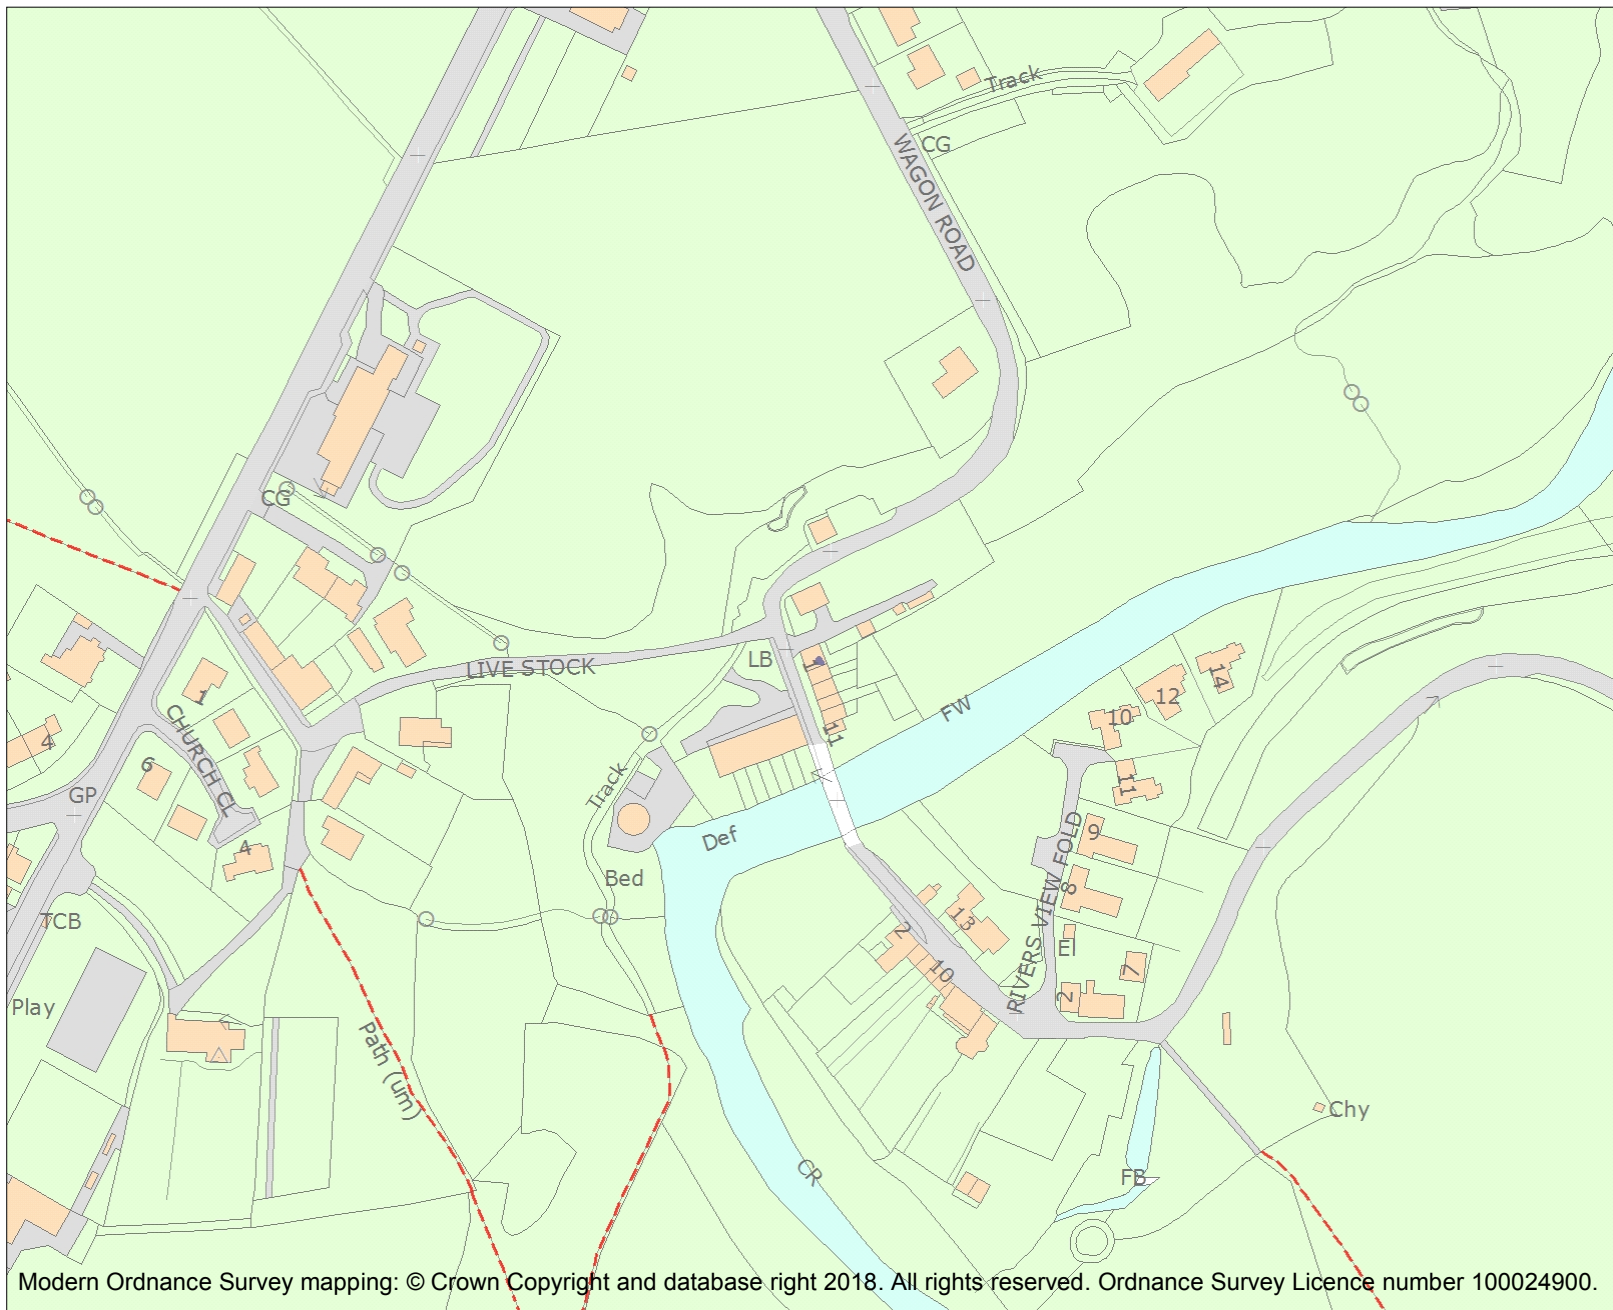 Track
CG
WAGON ROAD
CG
LIVE STOCK
LB
1
11
FW
14
12
10
11
1
CHURCH CL
4
6
GP
4
Track
Def
Bed
9
8
RIVERS VIEW FOLD
El
7
2
2
13
10
TCB
Play
Path (um)
Chy
CR
FB
Modern Ordnance Survey mapping: © Crown Copyright and database right 2018. All rights reserved. Ordnance Survey Licence number 100024900.